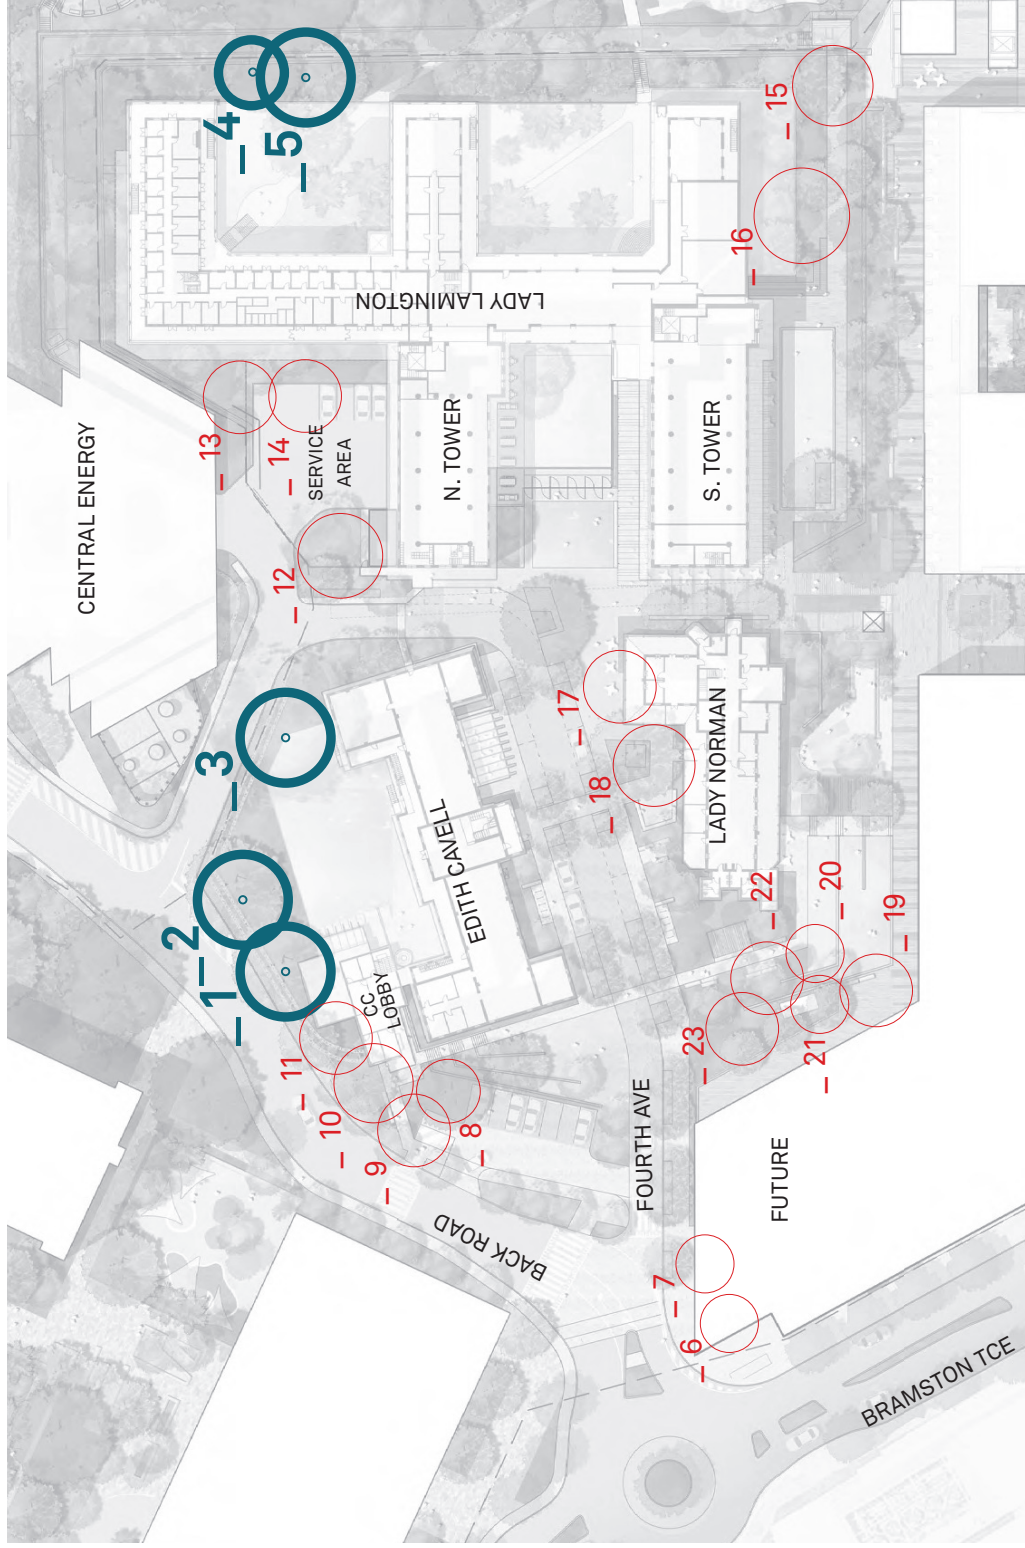 4
5
15
16
LADY LAMINGTON
CENTRAL ENERGY
13
14
SERVICE
AREA
N. TOWER
S. TOWER
12
3
17
18
LADY NORMAN
EDITH CAVELL
2
1
CC
LOBBY
22
20
19
21
23
11
10
9
8
FOURTH AVE
FUTURE
BACK ROAD
7
6
BRAMSTON TCE